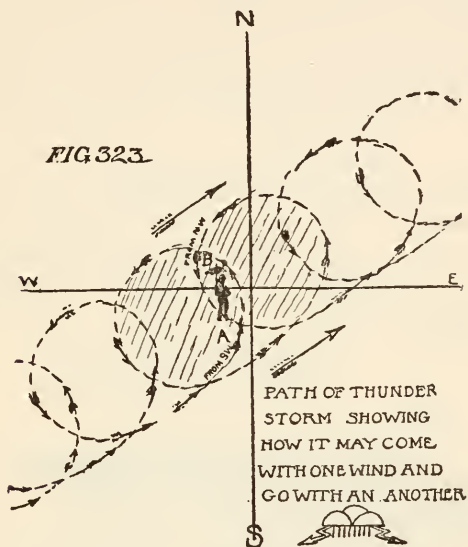 N
FIG 323
FROM NW
B
W
E
A
FROM SW
PATH OF THUNDER
STORM SHOWING
HOW IT MAY COME
WITH ONE WIND AND
GO WITH AN ANOTHER
S